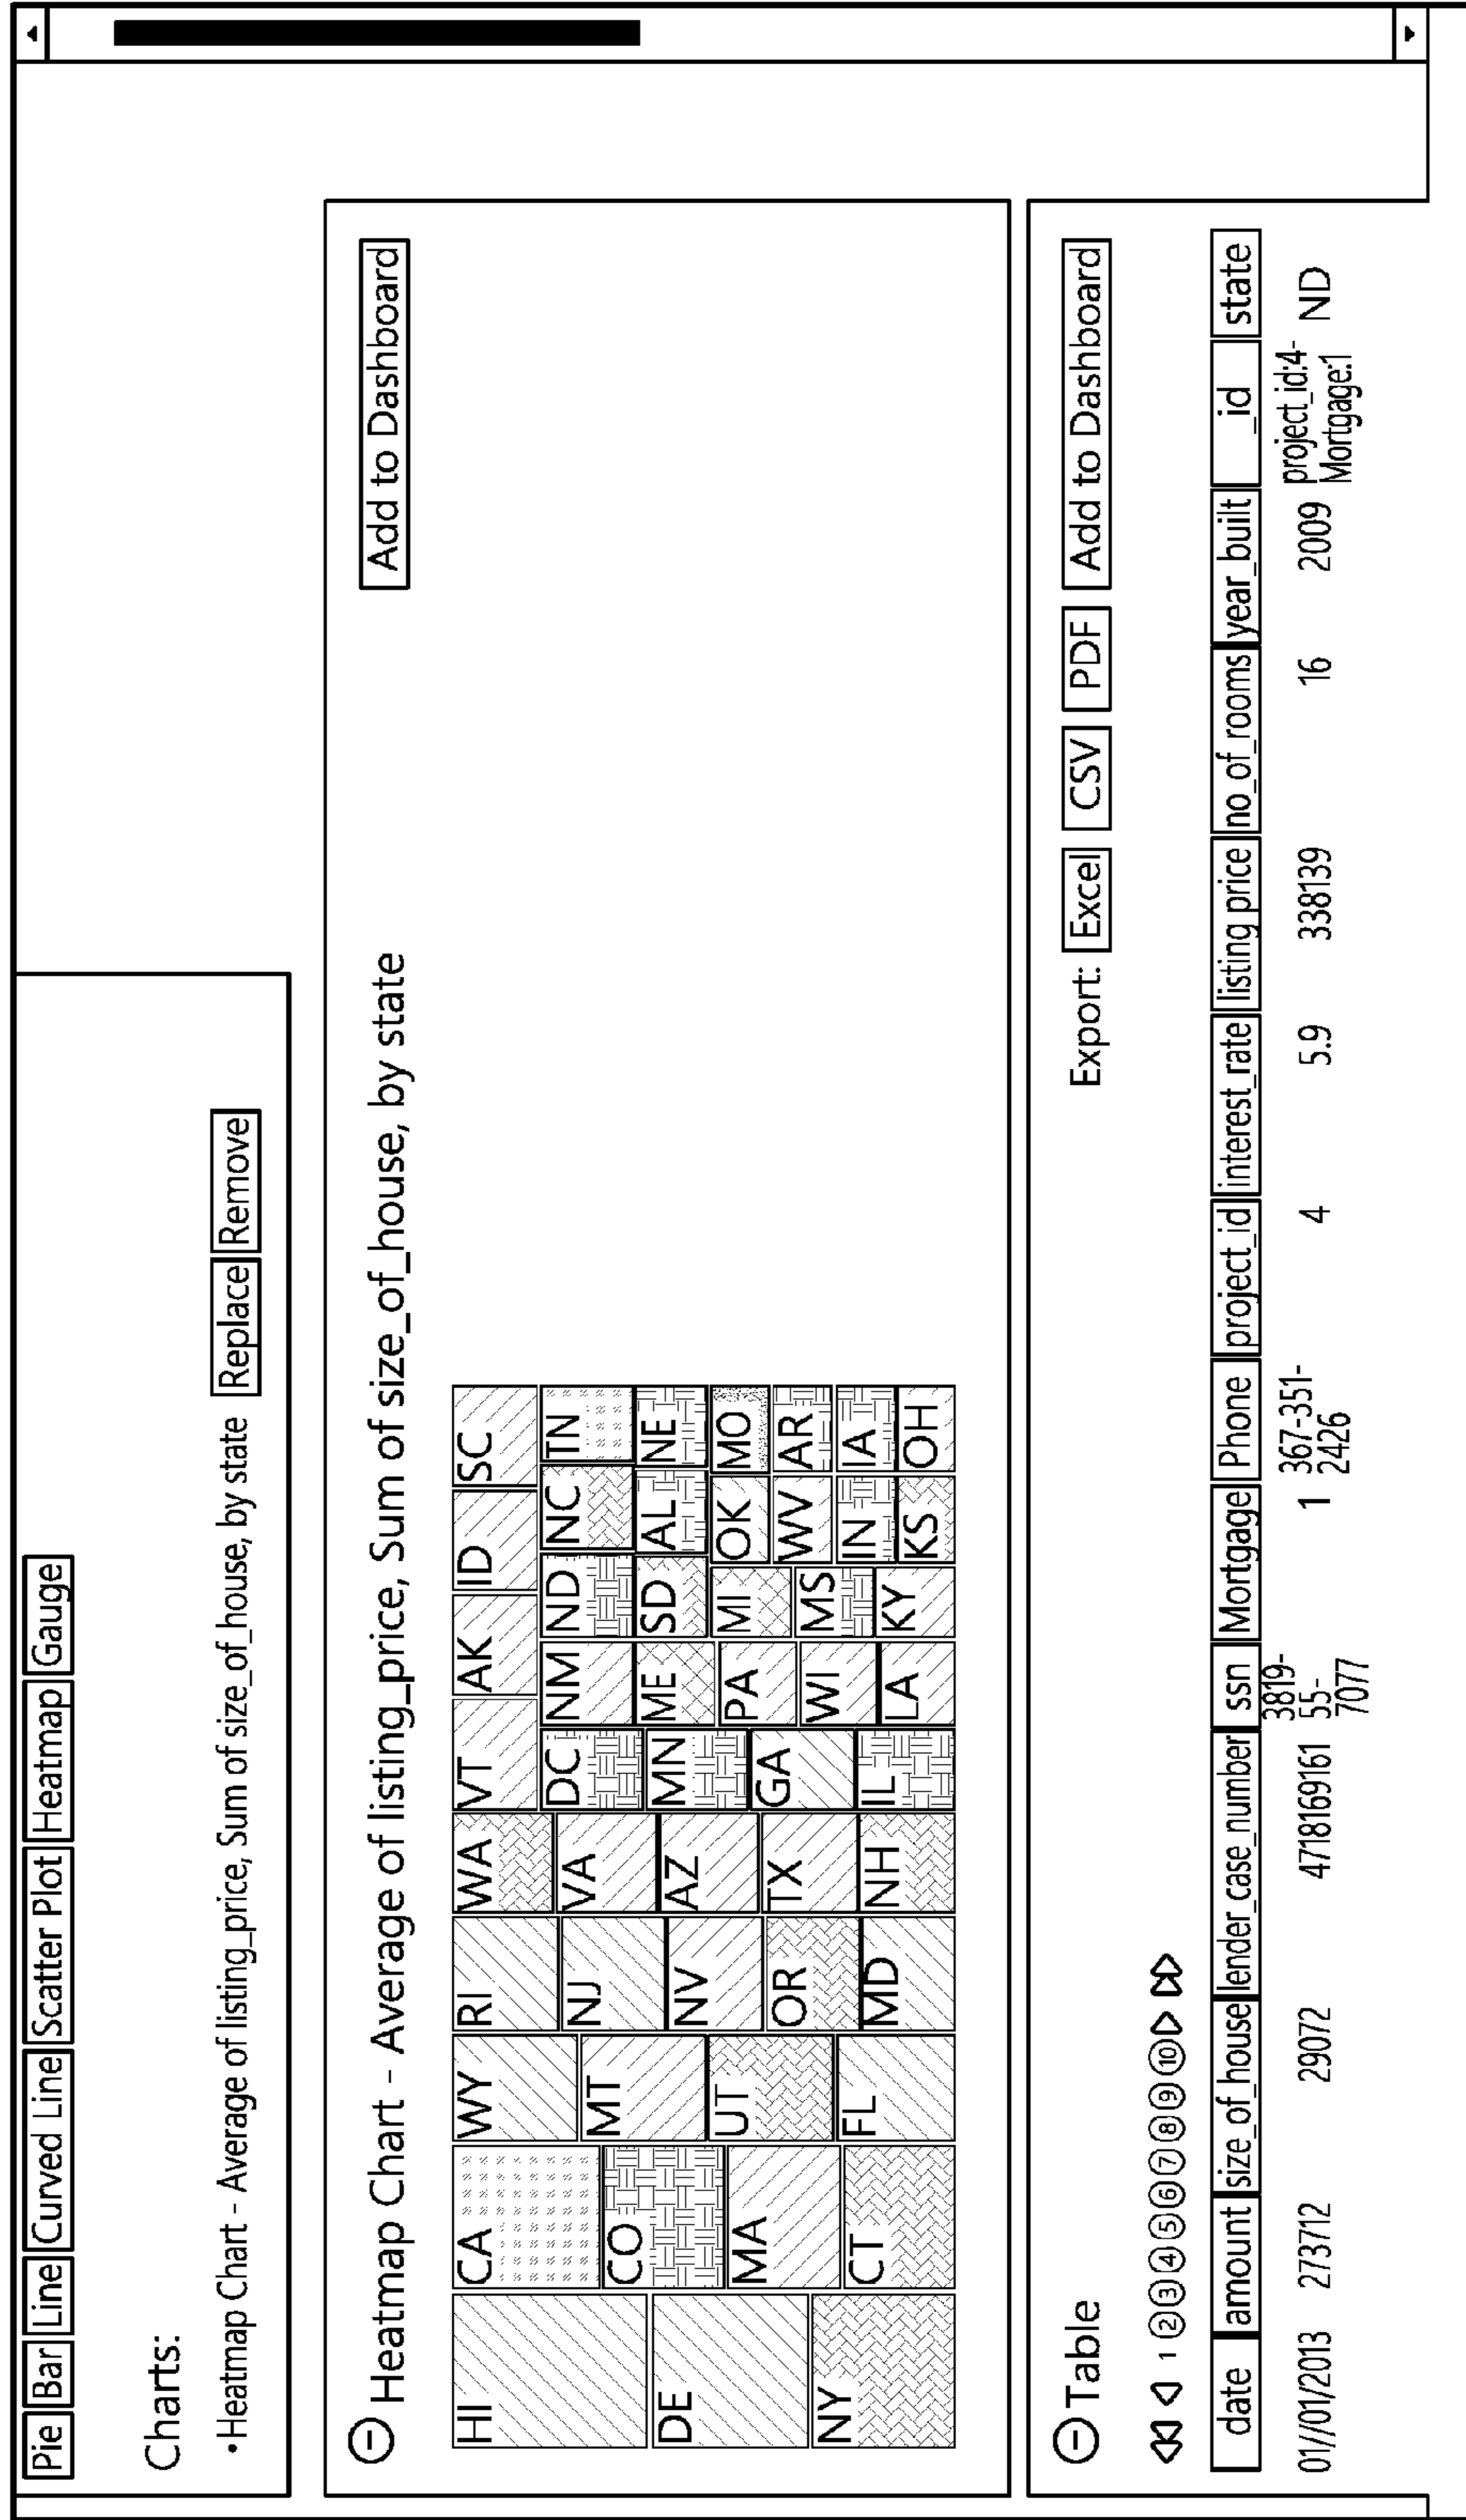 Pie Bar Line Curved Line Scatter Plot Heatmap Gauge
Charts:
•Heatmap Chart - Average of listing_price, Sum of size_of_house, by state Replace Remove
Heatmap Chart - Average of listing_price, Sum of size_of_house, by state Add to Dashboard
HI
DE
NY
CA
CO
MA
CT
WY
MT
UT
FL
RI
NJ
NV
OR
MD
WA
VA
AZ
TX
NH
VT
AK
ID
SC
DC
MN
GA
IL
NM
ME
PA
WI
LA
ND
SD
MI
MS
KY
NC
TN
AL
NE
OK
MO
WV
AR
IN
IA
KS
OH
Table Export: Excel CSV PDF Add to Dashboard
1 2 3 4 5 6 7 8 9 10
date amount size_of_house lender_case_number ssn Mortgage Phone project_id interest_rate listing_price no_of_rooms year_built _id state
01//01/2013 273712 29072 4718169161 3819-
55-
7077 1 367-351-
2426 4 5.9 338139 16 2009 project_id:4-
Mortgage:1 ND